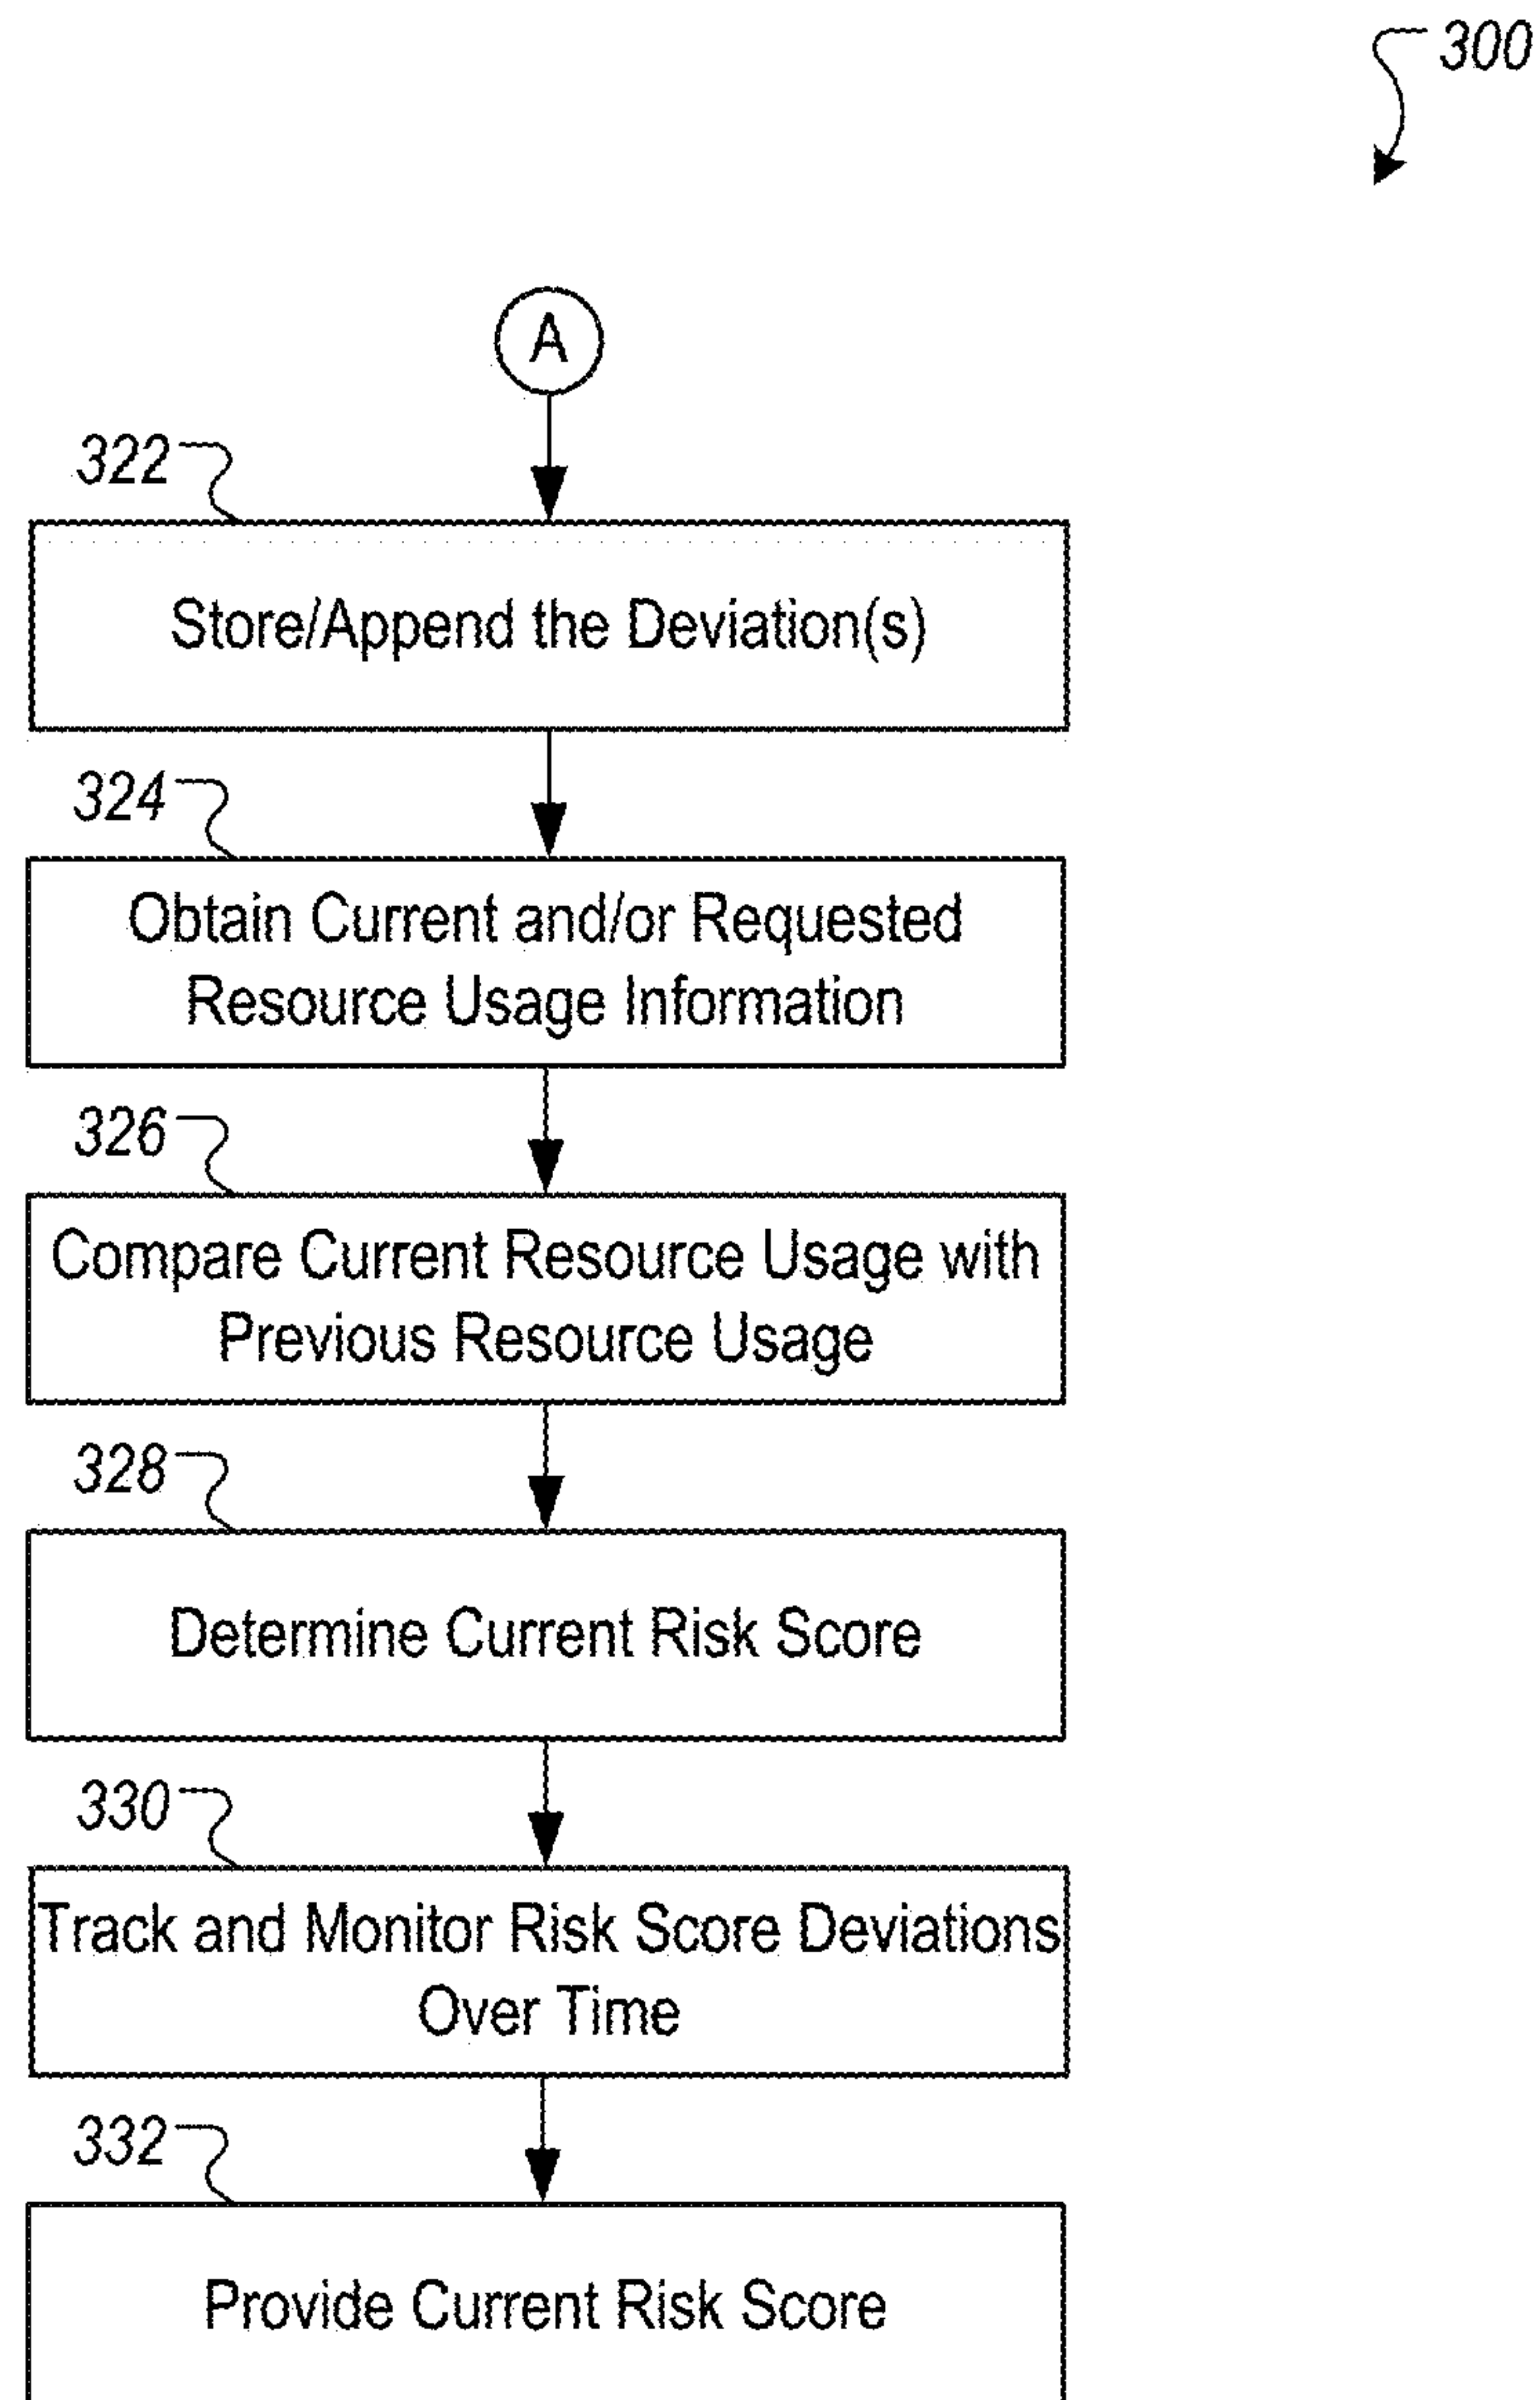 300
A
322
Store/Append the Deviation(s)
324
Obtain Current and/or Requested
Resource Usage Information
326
Compare Current Resource Usage with
Previous Resource Usage
328
Determine Current Risk Score
330
Track and Monitor Risk Score Deviations
Over Time
332
Provide Current Risk Score